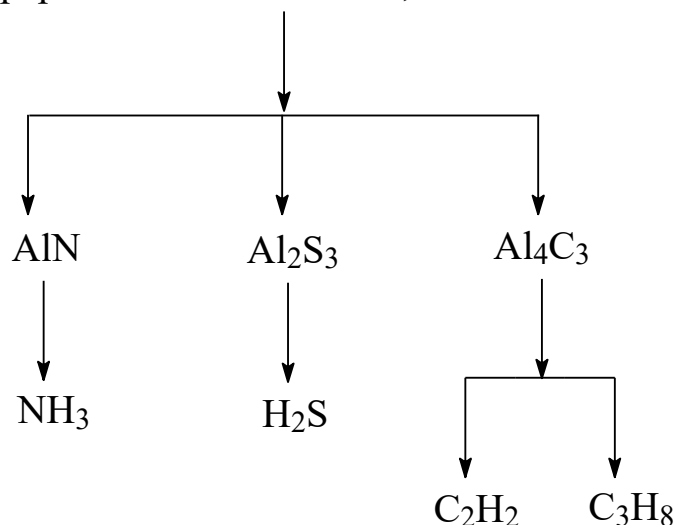 AlN Al₂S₃ Al₄C₃
NH₃ H₂S
C₂H₂ C₃H₈